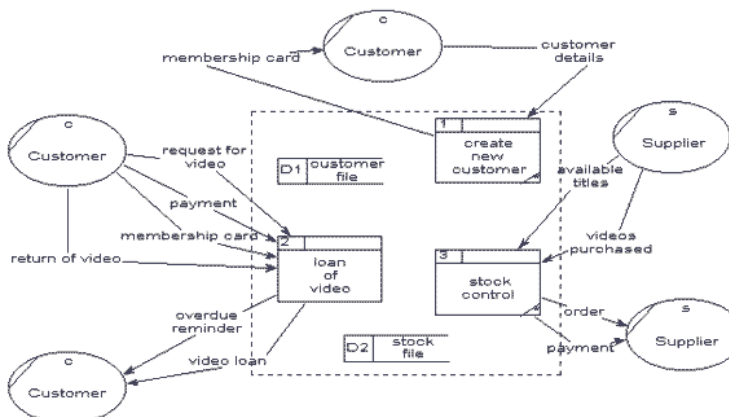 c
Customer
membership card
customer
details
c
Customer
request for
video
payment
membership card
return of video
D1
customer
file
1
create
new
customer
s
Supplier
available
titles
videos
purchased
2
loan
of
video
3
stock
control
overdue
reminder
video loan
D2
stock
file
order
payment
s
Supplier
c
Customer